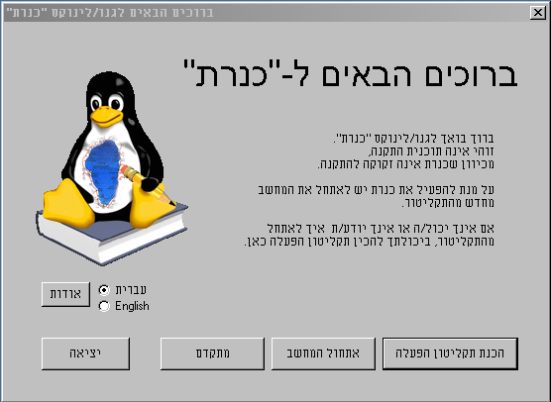 ברוכים הבאים לגנו/לינוקס "כנרת"
ברוכים הבאים ל-"כנרת"
ברוך בואך לגנו/לינוקס "כנרת".
זוהי אינה תוכנית התקנה,
מכיוון שכנרת אינה זקוקה להתקנה.
על מנת להפעיל את כנרת יש לאתחל את המחשב
מחדש מהתקליטור.
אם אינך יכול/ה או אינך יודע/ת איך לאתחל
מהתקליטור, ביכולתך להכין תקליטון הפעלה כאן.
עברית
English
אודות
הכנת תקליטון הפעלה
אתחול המחשב
מתקדם
יציאה